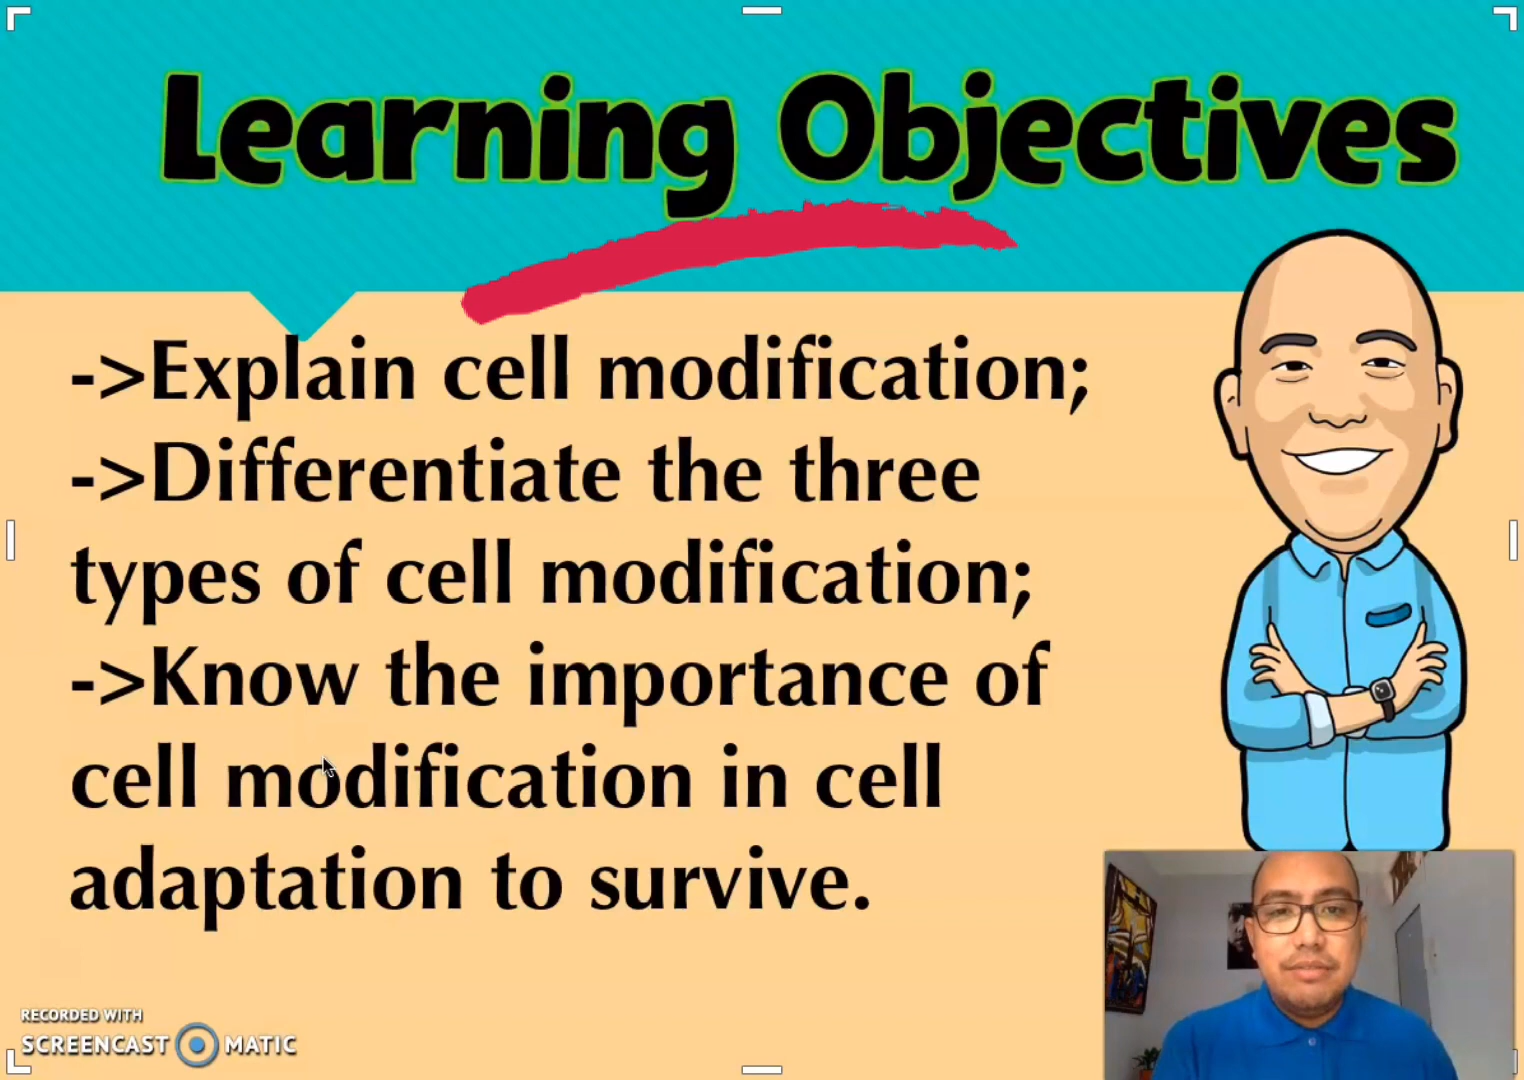 Learning Objectives
->Explain cell modification;
->Differentiate the three
types of cell modification;
->Know the importance of
cell modification in cell
adaptation to survive.
RECORDED WITH
SCREENCAST MATIC